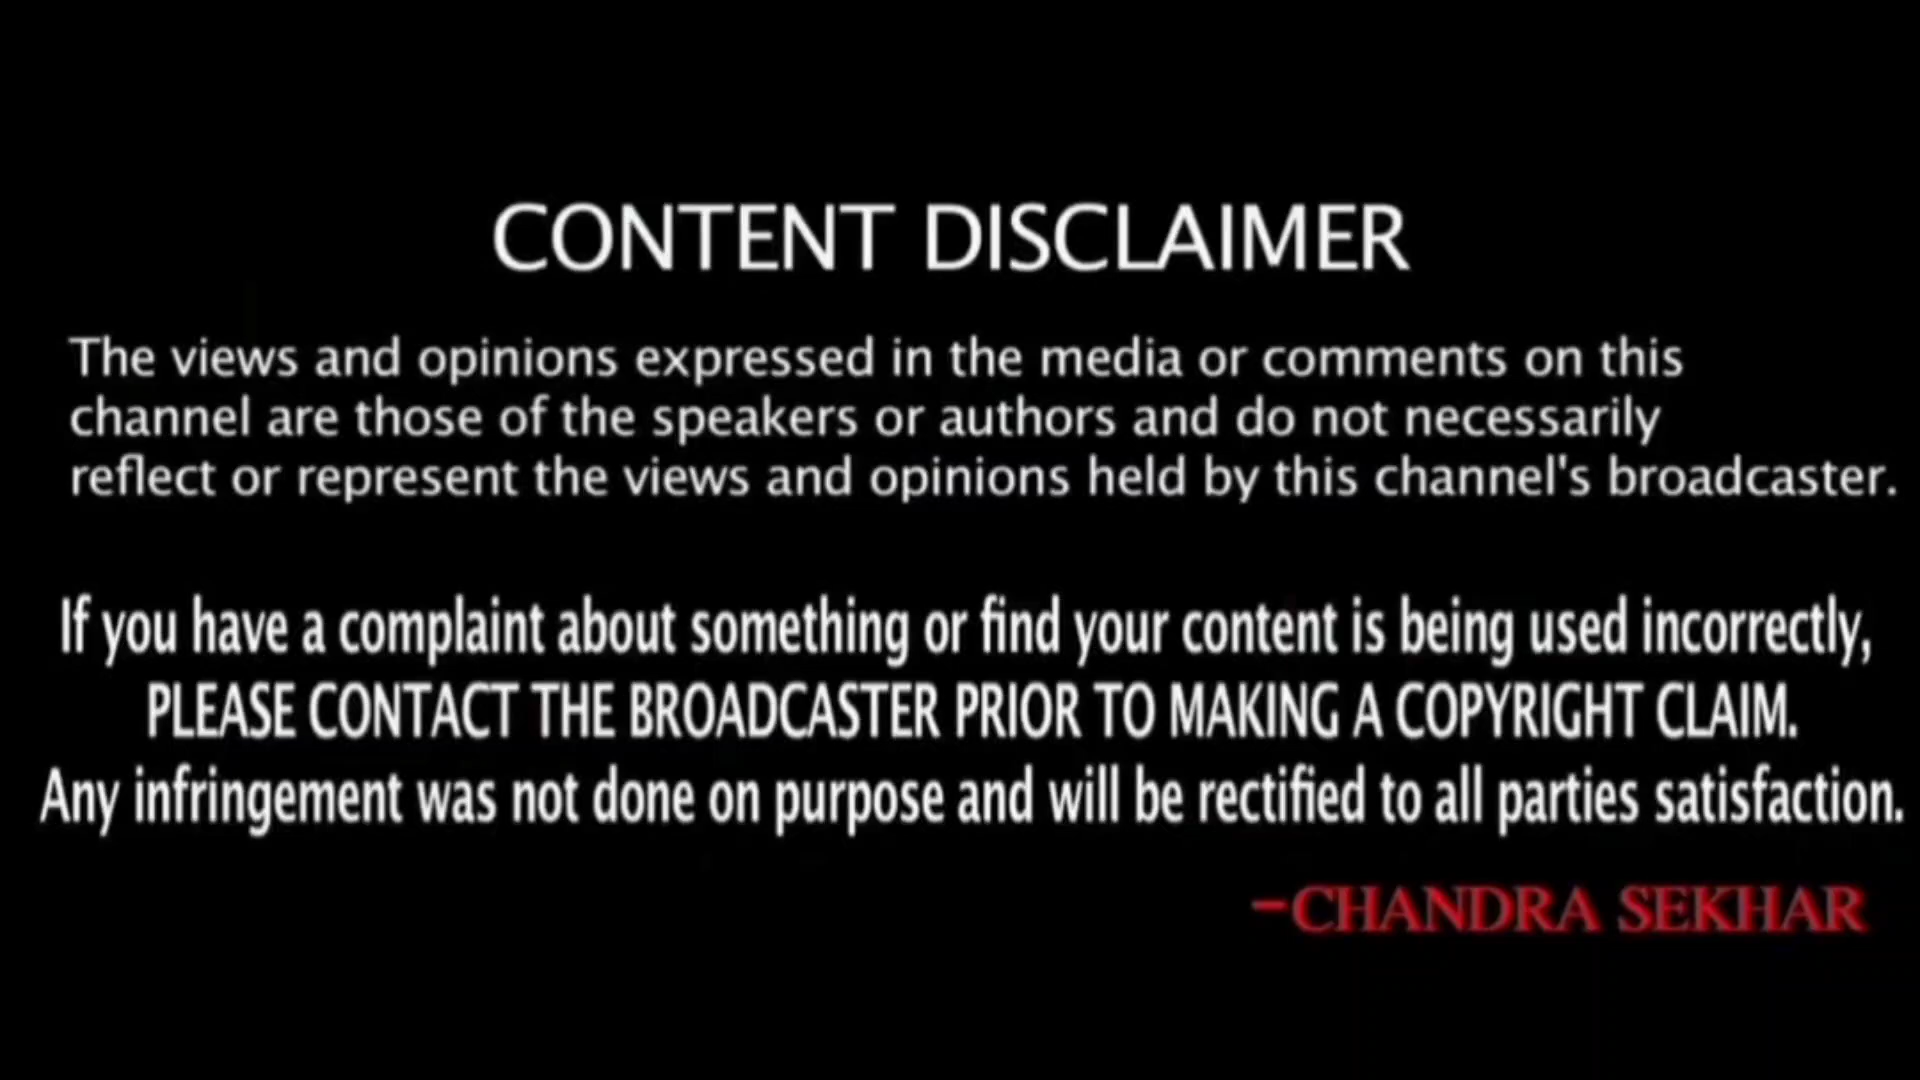 CONTENT DISCLAIMER
The views and opinions expressed in the media or comments on this
channel are those of the speakers or authors and do not necessarily
reflect or represent the views and opinions held by this channel's broadcaster.
If you have a complaint about something or find your content is being used incorrectly,
PLEASE CONTACT THE BROADCASTER PRIOR TO MAKING A COPYRIGHT CLAIM.
Any infringement was not done on purpose and will be rectified to all parties satisfaction.
-CHANDRA SEKHAR